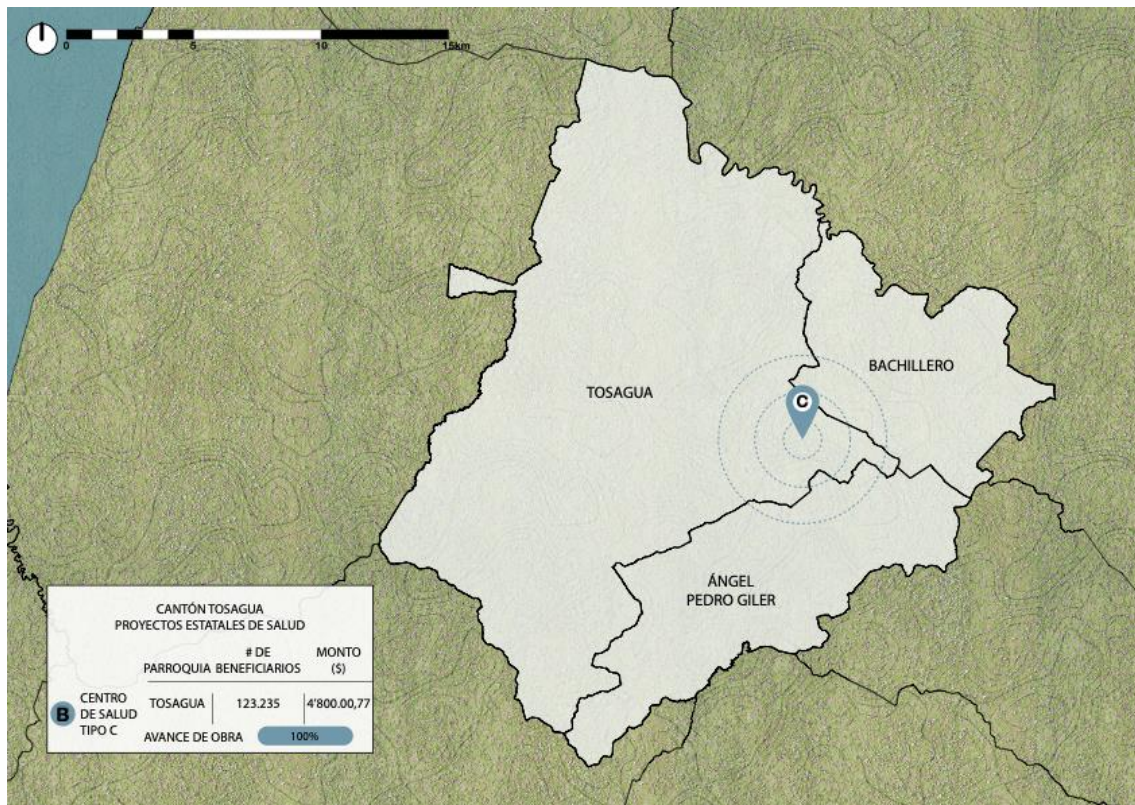 0 5 10 15km
BACHILLERO
TOSAGUA
C
ÁNGEL
PEDRO GILER
CANTÓN TOSAGUA
PROYECTOS ESTATALES DE SALUD
PARROQUIA
# DE
BENEFICIARIOS
MONTO
($)
B
CENTRO
DE SALUD
TIPO C
TOSAGUA
123.235
4'800.00,77
AVANCE DE OBRA
100%